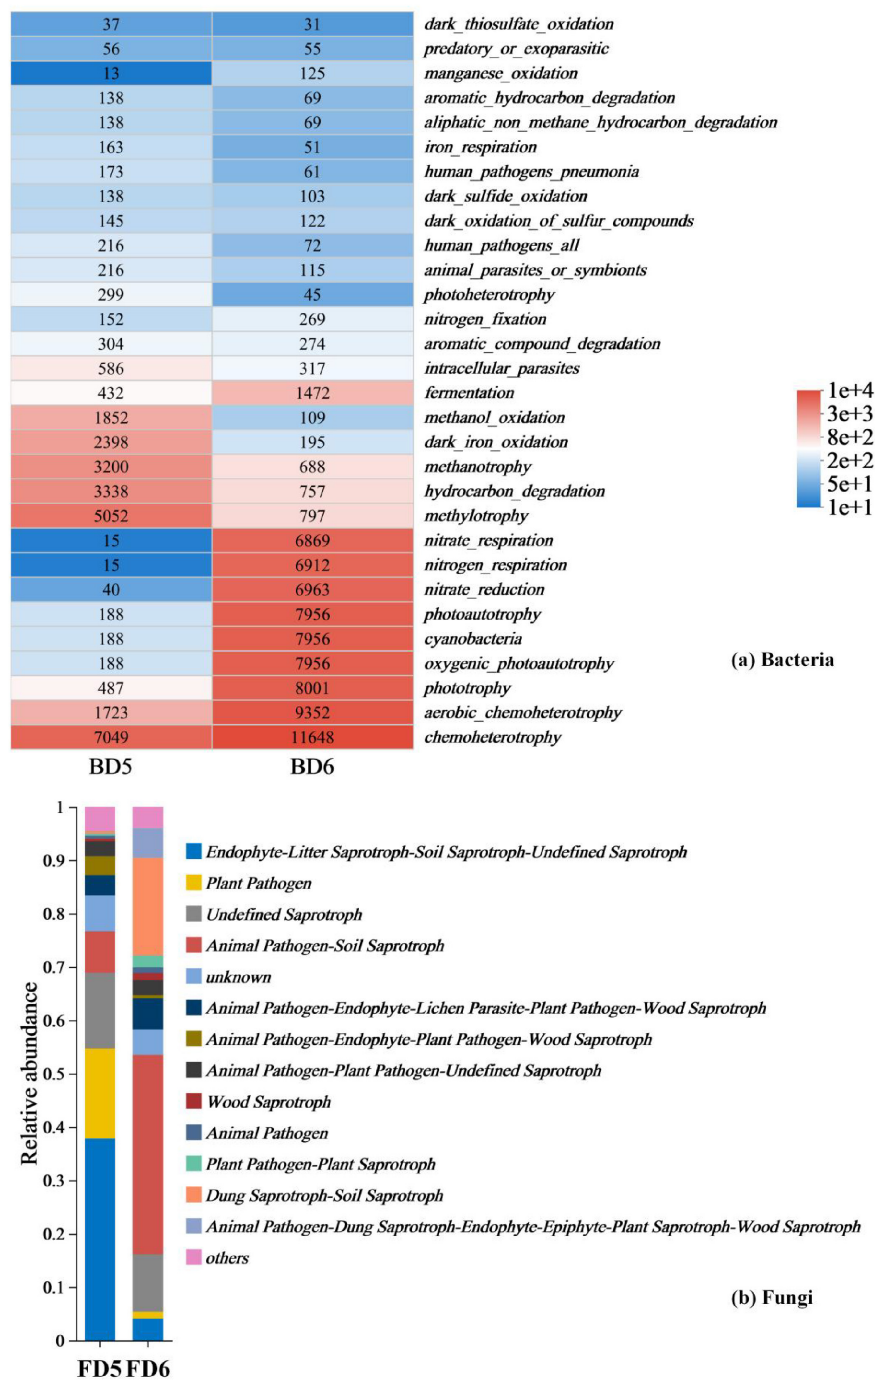 37 31 dark_thiosulfate_oxidation
56 55 predatory_or_exoparasitic
13 125 manganese_oxidation
138 69 aromatic_hydrocarbon_degradation
138 69 aliphatic_non_methane_hydrocarbon_degradation
163 51 iron_respiration
173 61 human_pathogens_pneumonia
138 103 dark_sulfide_oxidation
145 122 dark_oxidation_of_sulfur_compounds
216 72 human_pathogens_all
216 115 animal_parasites_or_symbionts
299 45 photoheterotrophy
152 269 nitrogen_fixation
304 274 aromatic_compound_degradation
586 317 intracellular_parasites
432 1472 fermentation
1852 109 methanol_oxidation
2398 195 dark_iron_oxidation
3200 688 methanotrophy
3338 757 hydrocarbon_degradation
5052 797 methylotrophy
15 6869 nitrate_respiration
15 6912 nitrogen_respiration
40 6963 nitrate_reduction
188 7956 photoautotrophy
188 7956 cyanobacteria
188 7956 oxygenic_photoautotrophy
487 8001 phototrophy
1723 9352 aerobic_chemoheterotrophy
7049 11648 chemoheterotrophy
BD5 BD6
1e+4
3e+3
8e+2
2e+2
5e+1
1e+1
(a) Bacteria
Relative abundance
1
0.9
0.8
0.7
0.6
0.5
0.4
0.3
0.2
0.1
0
FD5 FD6
Endophyte-Litter Saprotroph-Soil Saprotroph-Undefined Saprotroph
Plant Pathogen
Undefined Saprotroph
Animal Pathogen-Soil Saprotroph
unknown
Animal Pathogen-Endophyte-Lichen Parasite-Plant Pathogen-Wood Saprotroph
Animal Pathogen-Endophyte-Plant Pathogen-Wood Saprotroph
Animal Pathogen-Plant Pathogen-Undefined Saprotroph
Wood Saprotroph
Animal Pathogen
Plant Pathogen-Plant Saprotroph
Dung Saprotroph-Soil Saprotroph
Animal Pathogen-Dung Saprotroph-Endophyte-Epiphyte-Plant Saprotroph-Wood Saprotroph
others
(b) Fungi